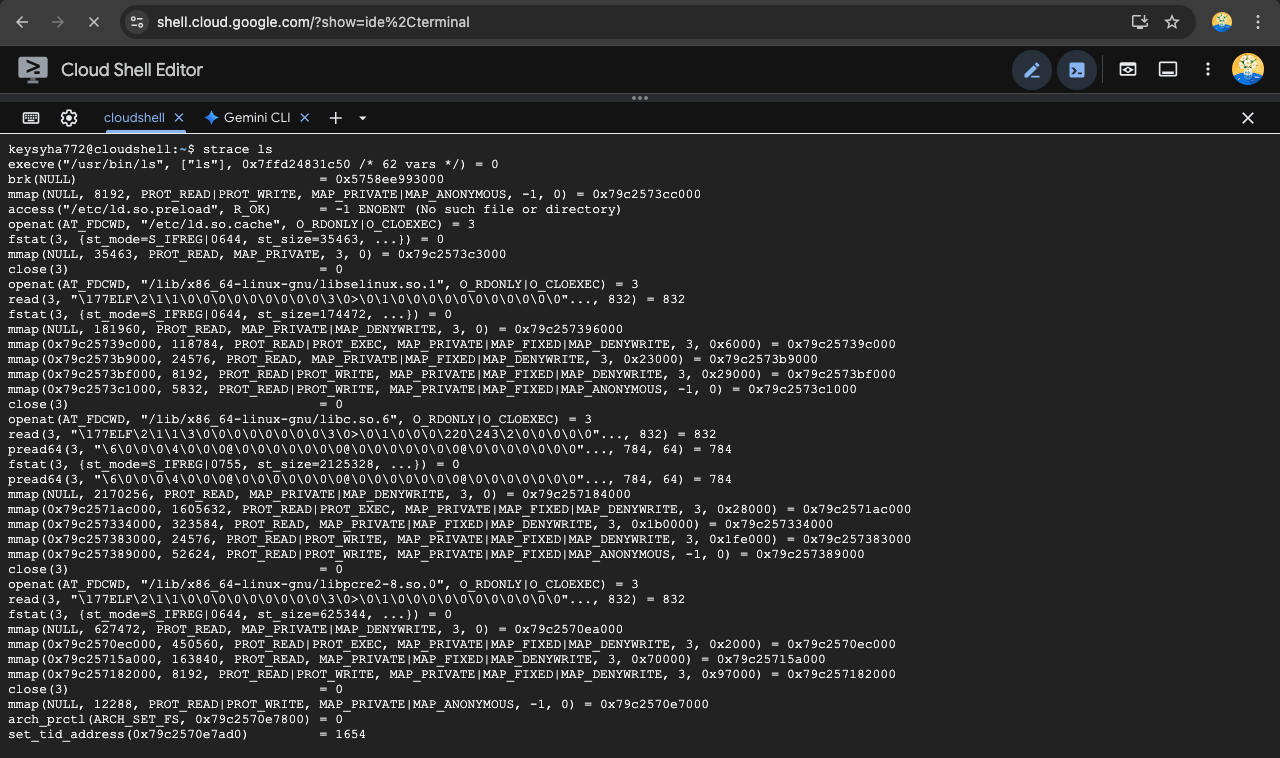 shell.cloud.google.com/?show=ide%2Cterminal
Cloud Shell Editor
cloudshell
Gemini CLI
keysyha772@cloudshell:~$ strace ls
execve("/usr/bin/ls", ["ls"], 0x7ffd24831c50 /* 62 vars */) = 0
brk(NULL)                               = 0x5758ee993000
mmap(NULL, 8192, PROT_READ|PROT_WRITE, MAP_PRIVATE|MAP_ANONYMOUS, -1, 0) = 0x79c2573cc000
access("/etc/ld.so.preload", R_OK)      = -1 ENOENT (No such file or directory)
openat(AT_FDCWD, "/etc/ld.so.cache", O_RDONLY|O_CLOEXEC) = 3
fstat(3, {st_mode=S_IFREG|0644, st_size=35463, ...}) = 0
mmap(NULL, 35463, PROT_READ, MAP_PRIVATE, 3, 0) = 0x79c2573c3000
close(3)                                = 0
openat(AT_FDCWD, "/lib/x86_64-linux-gnu/libselinux.so.1", O_RDONLY|O_CLOEXEC) = 3
read(3, "\177ELF\2\1\1\0\0\0\0\0\0\0\0\0\3\0>\0\1\0\0\0\0\0\0\0\0\0\0\0"..., 832) = 832
fstat(3, {st_mode=S_IFREG|0644, st_size=174472, ...}) = 0
mmap(NULL, 181960, PROT_READ, MAP_PRIVATE|MAP_DENYWRITE, 3, 0) = 0x79c257396000
mmap(0x79c25739c000, 118784, PROT_READ|PROT_EXEC, MAP_PRIVATE|MAP_FIXED|MAP_DENYWRITE, 3, 0x6000) = 0x79c25739c000
mmap(0x79c2573b9000, 24576, PROT_READ, MAP_PRIVATE|MAP_FIXED|MAP_DENYWRITE, 3, 0x23000) = 0x79c2573b9000
mmap(0x79c2573bf000, 8192, PROT_READ|PROT_WRITE, MAP_PRIVATE|MAP_FIXED|MAP_DENYWRITE, 3, 0x29000) = 0x79c2573bf000
mmap(0x79c2573c1000, 5832, PROT_READ|PROT_WRITE, MAP_PRIVATE|MAP_FIXED|MAP_ANONYMOUS, -1, 0) = 0x79c2573c1000
close(3)                                = 0
openat(AT_FDCWD, "/lib/x86_64-linux-gnu/libc.so.6", O_RDONLY|O_CLOEXEC) = 3
read(3, "\177ELF\2\1\1\3\0\0\0\0\0\0\0\0\3\0>\0\1\0\0\0\220\243\2\0\0\0\0\0"..., 832) = 832
pread64(3, "\6\0\0\0\4\0\0\0@\0\0\0\0\0\0\0@\0\0\0\0\0\0\0@\0\0\0\0\0\0\0"..., 784, 64) = 784
fstat(3, {st_mode=S_IFREG|0755, st_size=2125328, ...}) = 0
pread64(3, "\6\0\0\0\4\0\0\0@\0\0\0\0\0\0\0@\0\0\0\0\0\0\0@\0\0\0\0\0\0\0"..., 784, 64) = 784
mmap(NULL, 2170256, PROT_READ, MAP_PRIVATE|MAP_DENYWRITE, 3, 0) = 0x79c257184000
mmap(0x79c2571ac000, 1605632, PROT_READ|PROT_EXEC, MAP_PRIVATE|MAP_FIXED|MAP_DENYWRITE, 3, 0x28000) = 0x79c2571ac000
mmap(0x79c257334000, 323584, PROT_READ, MAP_PRIVATE|MAP_FIXED|MAP_DENYWRITE, 3, 0x1b0000) = 0x79c257334000
mmap(0x79c257383000, 24576, PROT_READ|PROT_WRITE, MAP_PRIVATE|MAP_FIXED|MAP_DENYWRITE, 3, 0x1fe000) = 0x79c257383000
mmap(0x79c257389000, 52624, PROT_READ|PROT_WRITE, MAP_PRIVATE|MAP_FIXED|MAP_ANONYMOUS, -1, 0) = 0x79c257389000
close(3)                                = 0
openat(AT_FDCWD, "/lib/x86_64-linux-gnu/libpcre2-8.so.0", O_RDONLY|O_CLOEXEC) = 3
read(3, "\177ELF\2\1\1\0\0\0\0\0\0\0\0\0\3\0>\0\1\0\0\0\0\0\0\0\0\0\0\0"..., 832) = 832
fstat(3, {st_mode=S_IFREG|0644, st_size=625344, ...}) = 0
mmap(NULL, 627472, PROT_READ, MAP_PRIVATE|MAP_DENYWRITE, 3, 0) = 0x79c2570ea000
mmap(0x79c2570ec000, 450560, PROT_READ|PROT_EXEC, MAP_PRIVATE|MAP_FIXED|MAP_DENYWRITE, 3, 0x2000) = 0x79c2570ec000
mmap(0x79c25715a000, 163840, PROT_READ, MAP_PRIVATE|MAP_FIXED|MAP_DENYWRITE, 3, 0x70000) = 0x79c25715a000
mmap(0x79c257182000, 8192, PROT_READ|PROT_WRITE, MAP_PRIVATE|MAP_FIXED|MAP_DENYWRITE, 3, 0x97000) = 0x79c257182000
close(3)                                = 0
mmap(NULL, 12288, PROT_READ|PROT_WRITE, MAP_PRIVATE|MAP_ANONYMOUS, -1, 0) = 0x79c2570e7000
arch_prctl(ARCH_SET_FS, 0x79c2570e7800) = 0
set_tid_address(0x79c2570e7ad0)         = 1654